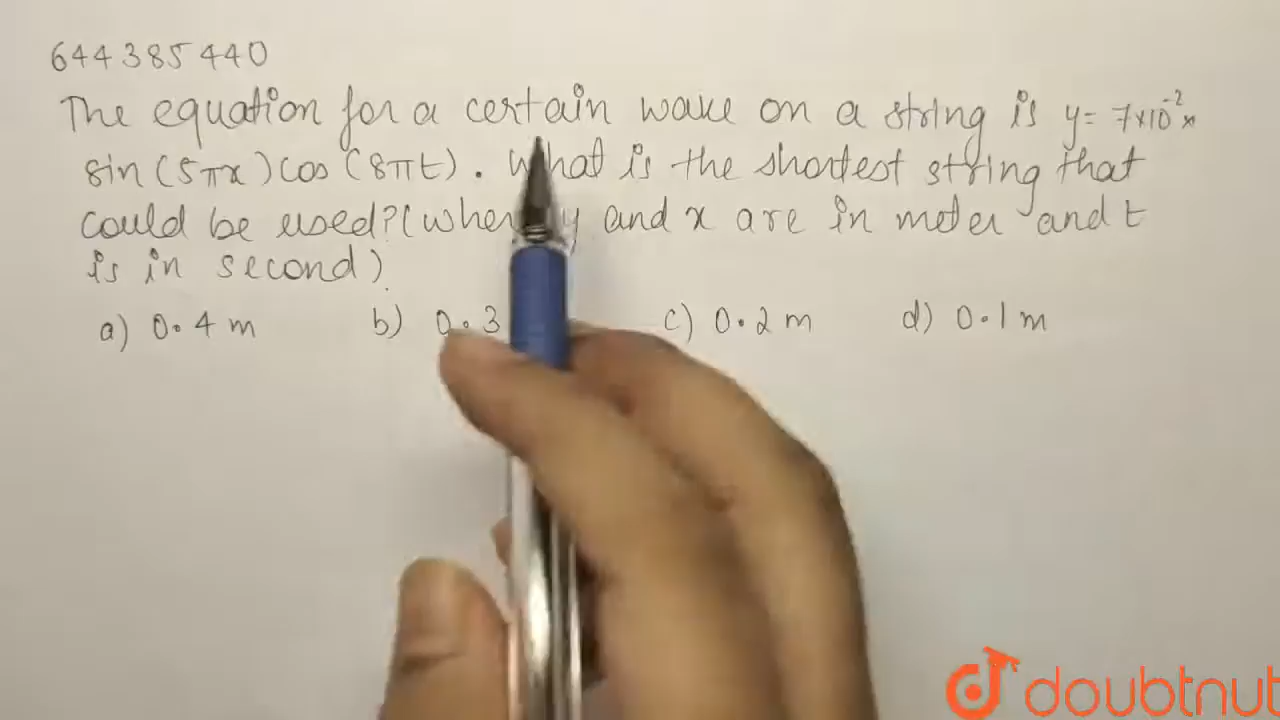 644385440
The equation for a certain wave on a string is y= 7×10⁻²×
sin(5πx)cos(8πt). What is the shortest string that
could be used?(wher y and x are in meter and t
is in second)
a) 0.4 m b) 0.3 c) 0.2 m d) 0.1 m
doubtnut